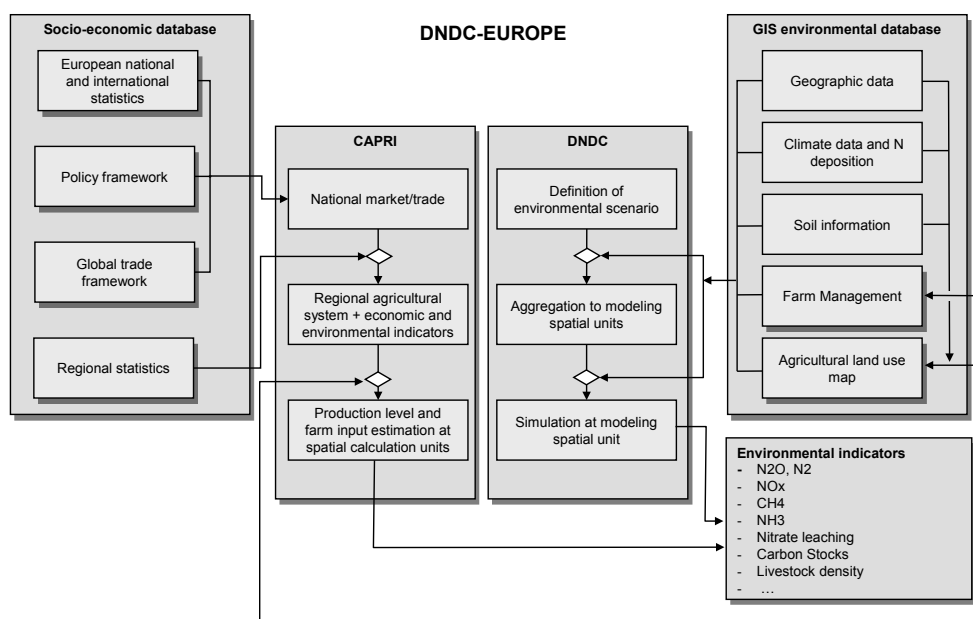 DNDC-EUROPE
Socio-economic database
European national
and international
statistics
Policy framework
Global trade
framework
Regional statistics
CAPRI
National market/trade
Regional agricultural
system + economic and
environmental indicators
Production level and
farm input estimation at
spatial calculation units
DNDC
Definition of
environmental scenario
Aggregation to modeling
spatial units
Simulation at modeling
spatial unit
GIS environmental database
Geographic data
Climate data and N
deposition
Soil information
Farm Management
Agricultural land use
map
Environmental indicators
- N2O, N2
- NOx
- CH4
- NH3
- Nitrate leaching
- Carbon Stocks
- Livestock density
- …